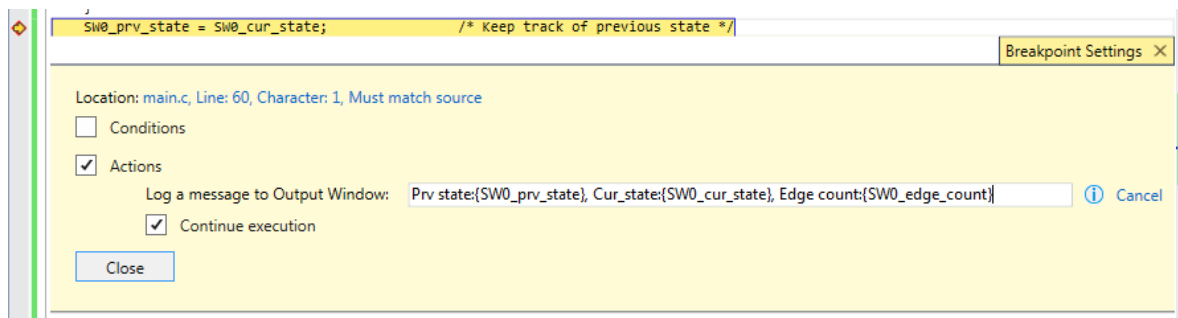 }
SW0_prv_state = SW0_cur_state; /* Keep track of previous state */
Breakpoint Settings ×
Location: main.c, Line: 60, Character: 1, Must match source
Conditions
Actions
Log a message to Output Window: Prv state:{SW0_prv_state}, Cur_state:{SW0_cur_state}, Edge count:{SW0_edge_count} Cancel
Continue execution
Close